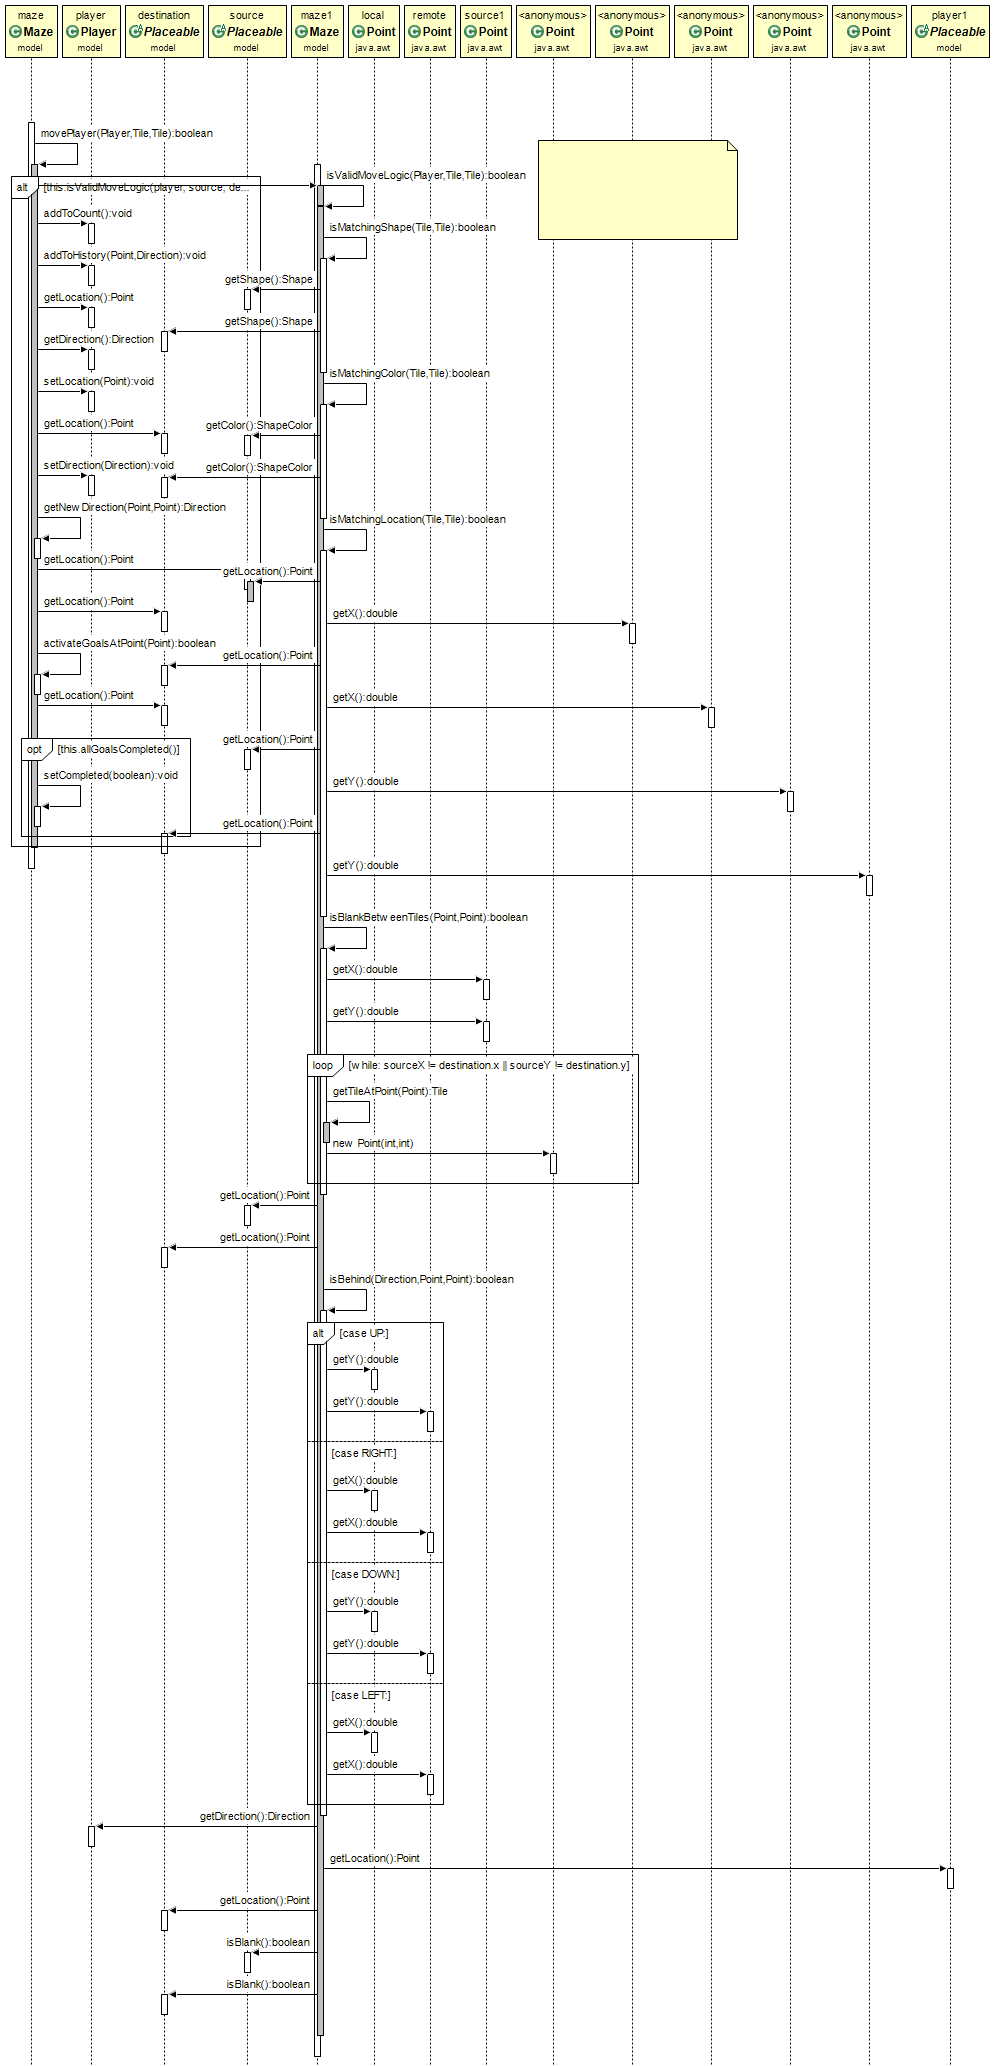 maze
C Maze
model
player
C Player
model
destination
C A Placeable
model
source
C A Placeable
model
maze1
C Maze
model
local
C Point
java.awt
remote
C Point
java.awt
source1
C Point
java.awt
<anonymous>
C Point
java.awt
<anonymous>
C Point
java.awt
<anonymous>
C Point
java.awt
<anonymous>
C Point
java.awt
<anonymous>
C Point
java.awt
player1
C A Placeable
model
movePlayer(Player,Tile,Tile):boolean
isValidMoveLogic(Player,Tile,Tile):boolean
alt [this.isValidMoveLogic(player, source, de...
addToCount():void
isMatchingShape(Tile,Tile):boolean
addToHistory(Point,Direction):void
getShape():Shape
getLocation():Point
getShape():Shape
getDirection():Direction
isMatchingColor(Tile,Tile):boolean
setLocation(Point):void
getLocation():Point
getColor():ShapeColor
setDirection(Direction):void
getColor():ShapeColor
getNewDirection(Point,Point):Direction
isMatchingLocation(Tile,Tile):boolean
getLocation():Point
getLocation():Point
getLocation():Point
getX():double
activateGoalsAtPoint(Point):boolean
getLocation():Point
getLocation():Point
getX():double
getLocation():Point
opt [this.allGoalsCompleted()]
setCompleted(boolean):void
getY():double
getLocation():Point
getY():double
isBlankBetweenTiles(Point,Point):boolean
getX():double
getY():double
loop [while: sourceX != destination.x || sourceY != destination.y]
getTileAtPoint(Point):Tile
new Point(int,int)
getLocation():Point
getLocation():Point
isBehind(Direction,Point,Point):boolean
alt [case UP:]
getY():double
getY():double
[case RIGHT:]
getX():double
getX():double
[case DOWN:]
getY():double
getY():double
[case LEFT:]
getX():double
getX():double
getDirection():Direction
getLocation():Point
getLocation():Point
isBlank():boolean
isBlank():boolean